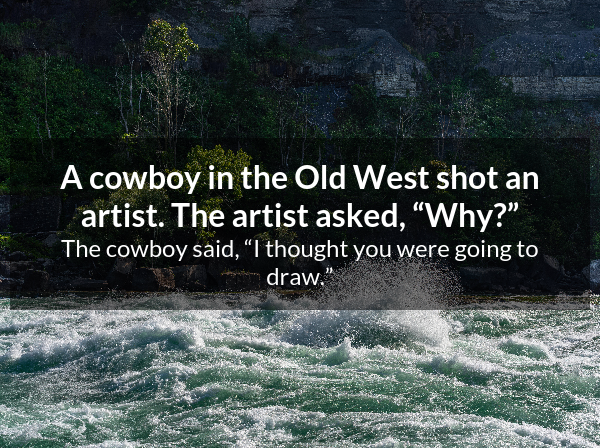 A cowboy in the Old West shot an
artist. The artist asked, “Why?”
The cowboy said, “I thought you were going to
draw.”